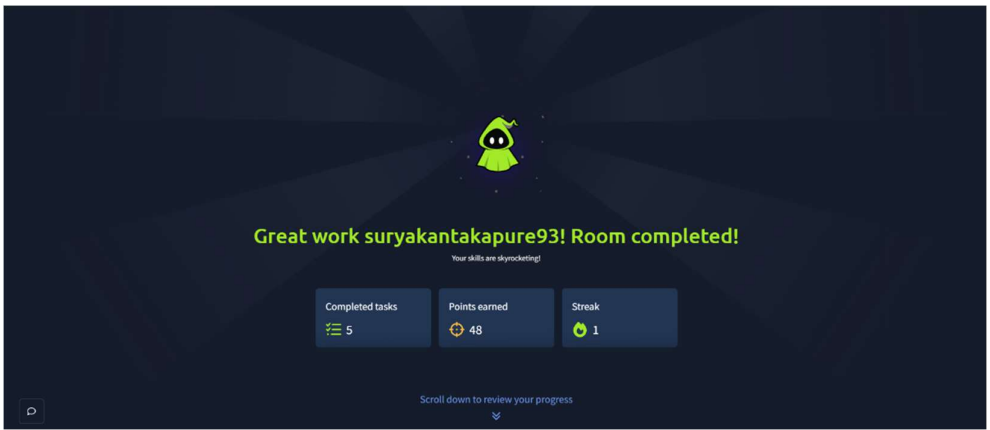 Great work suryakantakapure93! Room completed!
Your skills are skyrocketing!
Completed tasks
5
Points earned
48
Streak
1
Scroll down to review your progress